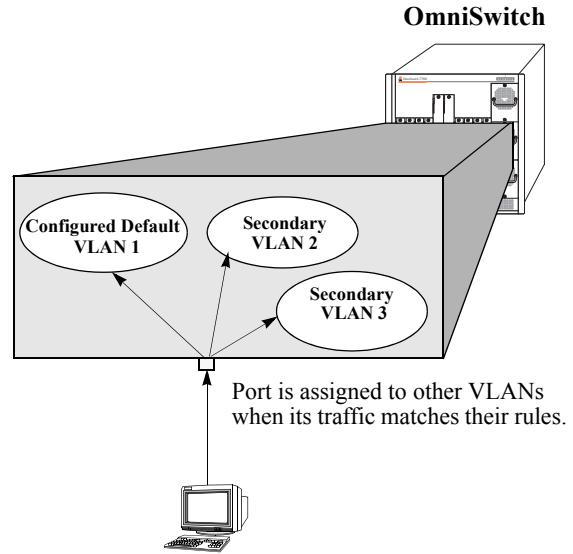 OmniSwitch
Configured Default
VLAN 1
Secondary
VLAN 2
Secondary
VLAN 3
Port is assigned to other VLANs
when its traffic matches their rules.